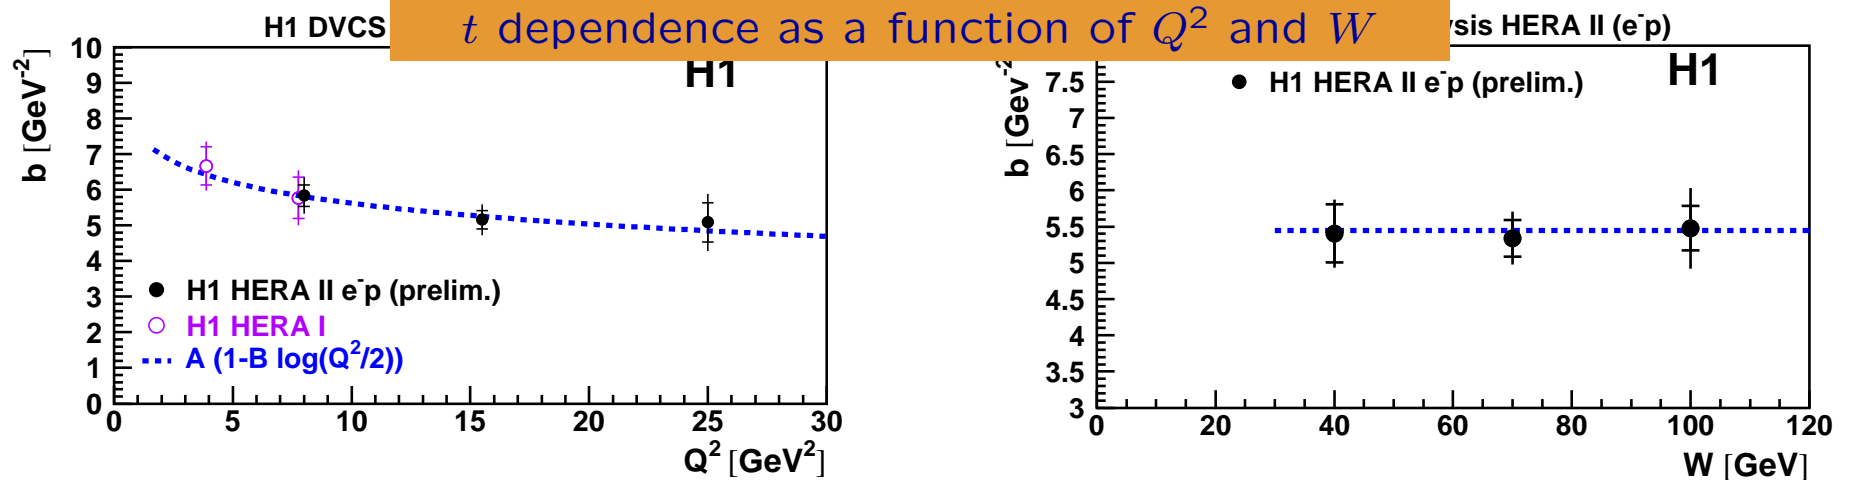 t dependence as a function of Q² and W
H1 DVCS
H1
b [GeV⁻²]
10
9
8
7
6
5
4
3
2
1
0
H1 HERA II e⁻p (prelim.)
H1 HERA I
A (1-B log(Q²/2))
0 5 10 15 20 25 30
Q² [GeV²]
ysis HERA II (e⁻p)
H1 HERA II e⁻p (prelim.)
H1
b [Gev⁻²
7.5
7
6.5
6
5.5
5
4.5
4
3.5
3
0 20 40 60 80 100 120
W [GeV]